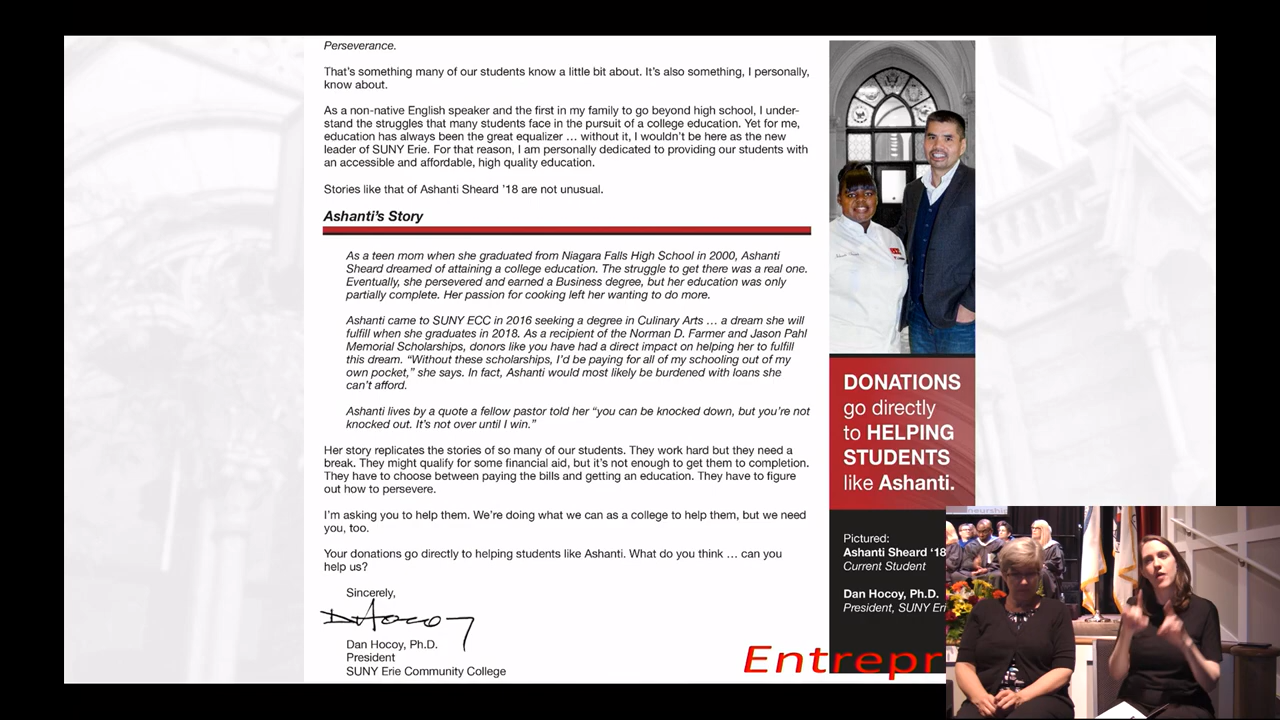 Perseverance.
That's something many of our students know a little bit about. It's also something, I personally,
know about.
As a non-native English speaker and the first in my family to go beyond high school, I under-
stand the struggles that many students face in the pursuit of a college education. Yet for me,
education has always been the great equalizer … without it, I wouldn't be here as the new
leader of SUNY Erie. For that reason, I am personally dedicated to providing our students with
an accessible and affordable, high quality education.
Stories like that of Ashanti Sheard '18 are not unusual.
Ashanti's Story
As a teen mom when she graduated from Niagara Falls High School in 2000, Ashanti
Sheard dreamed of attaining a college education. The struggle to get there was a real one.
Eventually, she persevered and earned a Business degree, but her education was only
partially complete. Her passion for cooking left her wanting to do more.
Ashanti came to SUNY ECC in 2016 seeking a degree in Culinary Arts … a dream she will
fulfill when she graduates in 2018. As a recipient of the Norman D. Farmer and Jason Pahl
Memorial Scholarships, donors like you have had a direct impact on helping her to fulfill
this dream. "Without these scholarships, I'd be paying for all of my schooling out of my
own pocket," she says. In fact, Ashanti would most likely be burdened with loans she
can't afford.
Ashanti lives by a quote a fellow pastor told her "you can be knocked down, but you're not
knocked out. It's not over until I win."
Her story replicates the stories of so many of our students. They work hard but they need a
break. They might qualify for some financial aid, but it's not enough to get them to completion.
They have to choose between paying the bills and getting an education. They have to figure
out how to persevere.
I'm asking you to help them. We're doing what we can as a college to help them, but we need
you, too.
Your donations go directly to helping students like Ashanti. What do you think … can you
help us?
Sincerely,
Dan Hocoy, Ph.D.
President
SUNY Erie Community College
DONATIONS
go directly
to HELPING
STUDENTS
like Ashanti.
Pictured:
Ashanti Sheard '18
Current Student
Dan Hocoy, Ph.D.
President, SUNY Eri
Entrepr